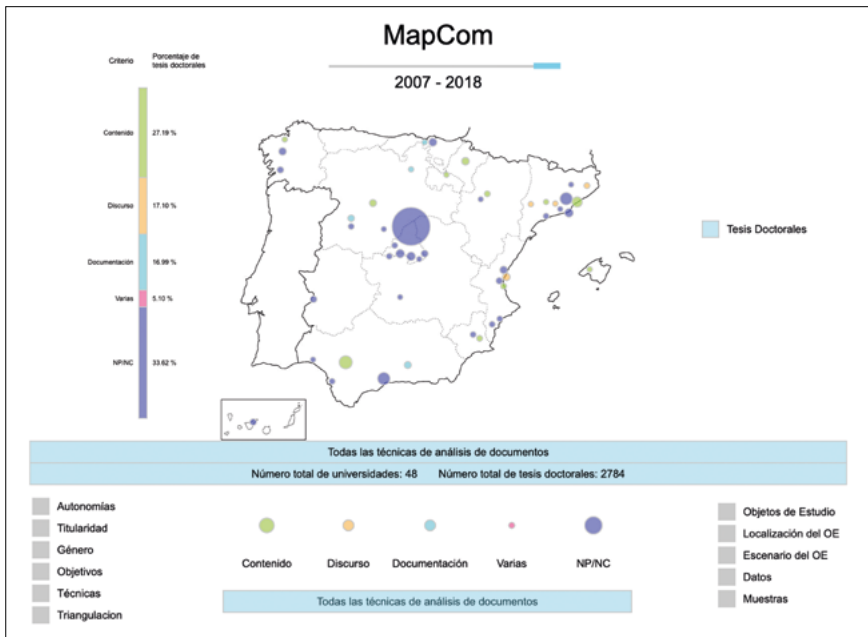 MapCom
2007 - 2018
Criterio
Porcentaje de
tesis doctorales
Contenido
27.19 %
Discurso
17.10 %
Documentación
16.99 %
Varias
5.10 %
NP/NC
33.62 %
Tesis Doctorales
Todas las técnicas de análisis de documentos
Número total de universidades: 48 Número total de tesis doctorales: 2784
Autonomías
Titularidad
Género
Objetivos
Técnicas
Triangulacion
Contenido
Discurso
Documentación
Varias
NP/NC
Todas las técnicas de análisis de documentos
Objetos de Estudio
Localización del OE
Escenario del OE
Datos
Muestras